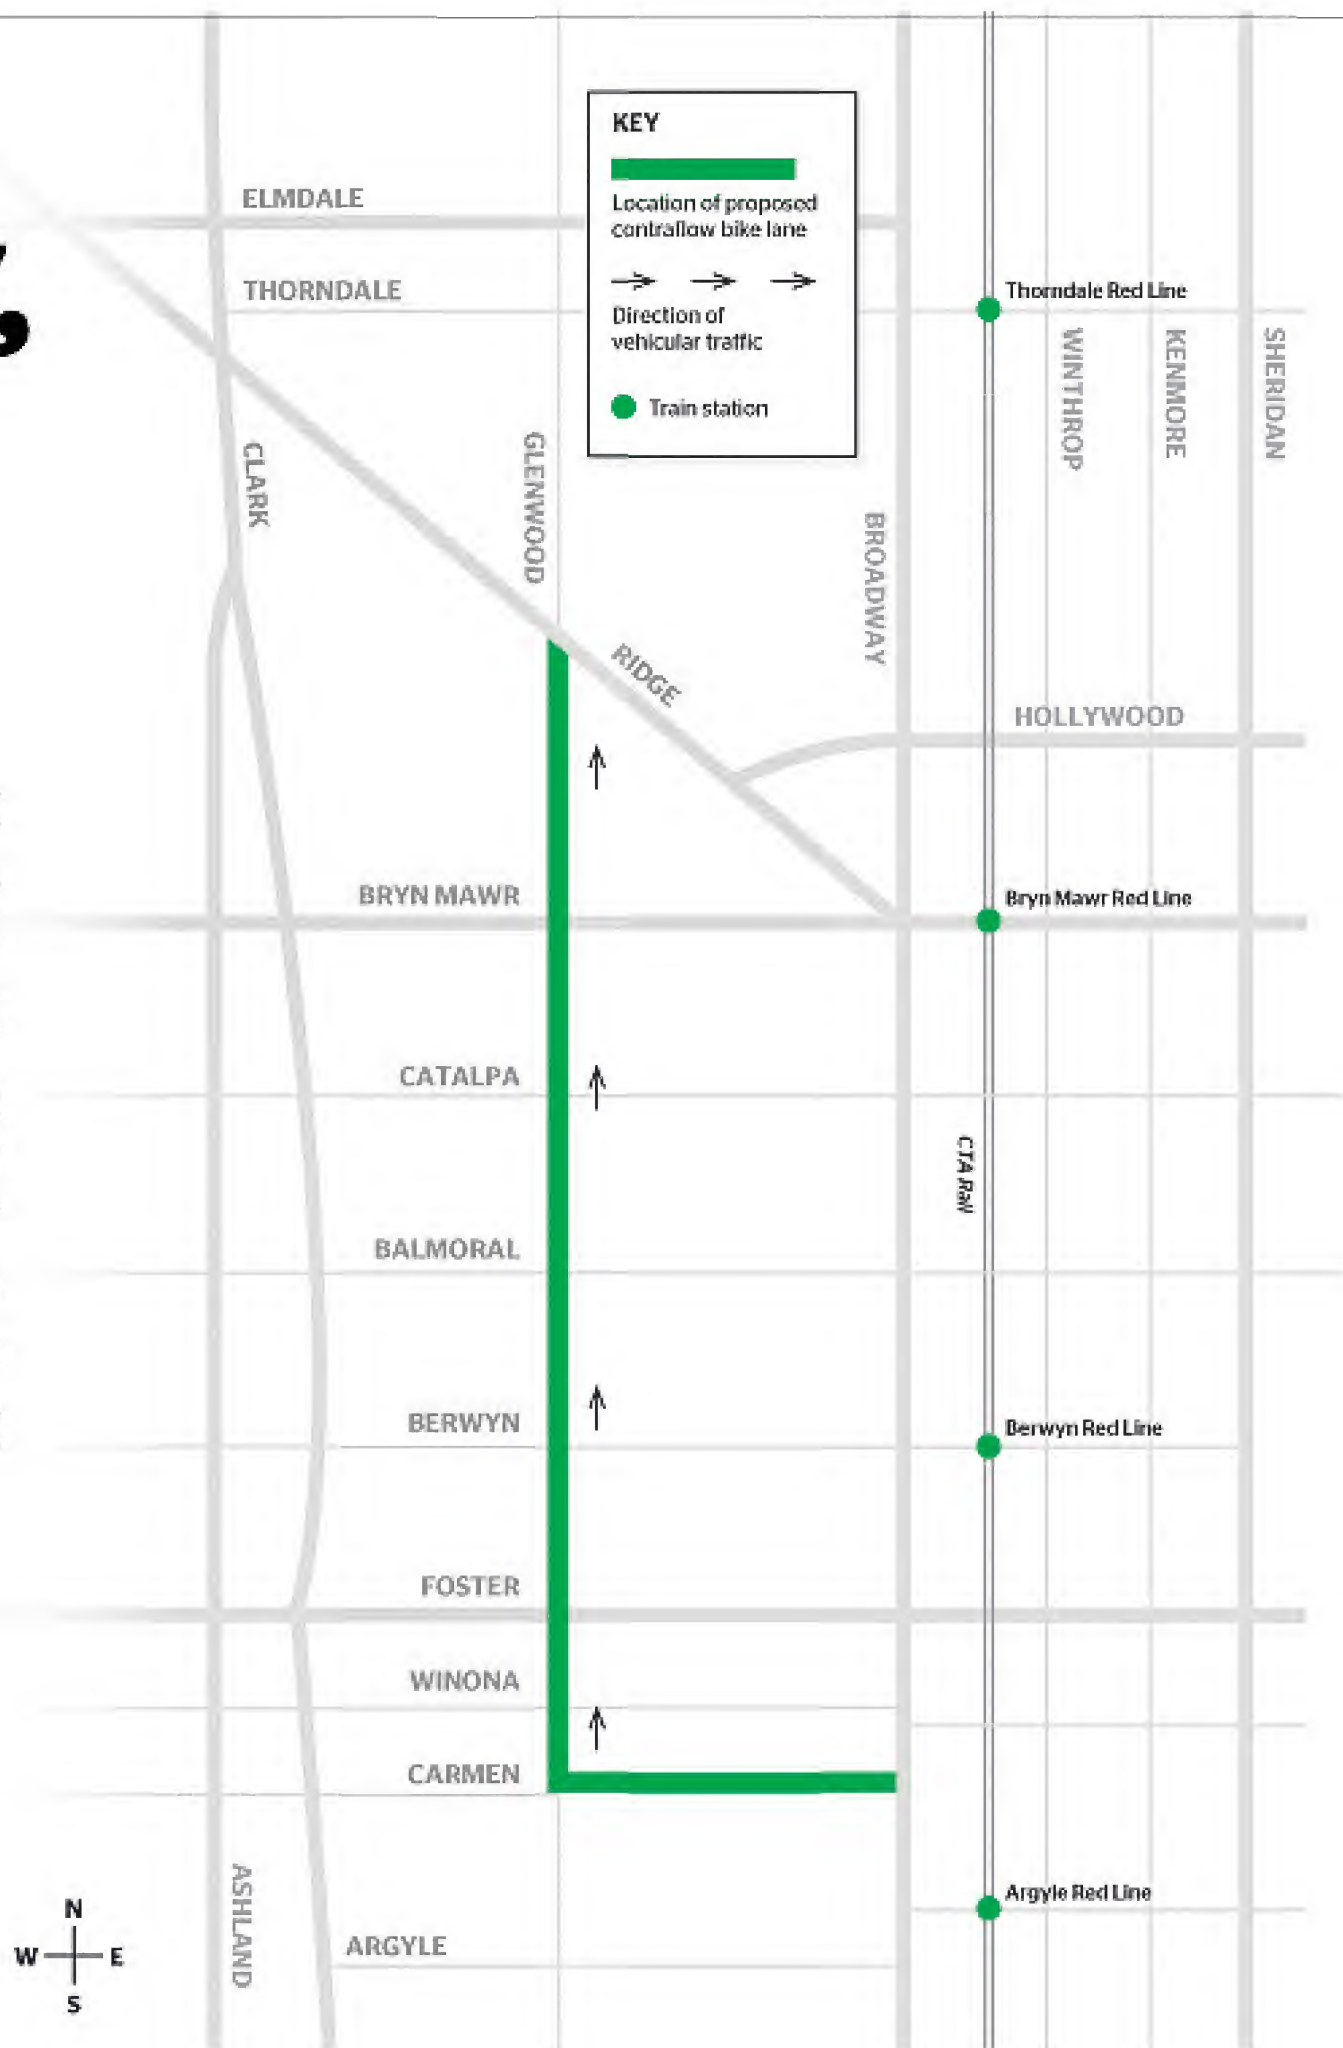 KEY
Location of proposed
contraflow bike lane
Direction of
vehicular traffic
Train station
ELMDALE
THORNDALE
Thorndale Red Line
WINTHROP
KENMORE
SHERIDAN
CLARK
GLENWOOD
BROADWAY
RIDGE
HOLLYWOOD
BRYN MAWR
Bryn Mawr Red Line
CATALPA
CTA Rail
BALMORAL
BERWYN
Berwyn Red Line
FOSTER
WINONA
CARMEN
ASHLAND
Argyle Red Line
ARGYLE
N
W E
S